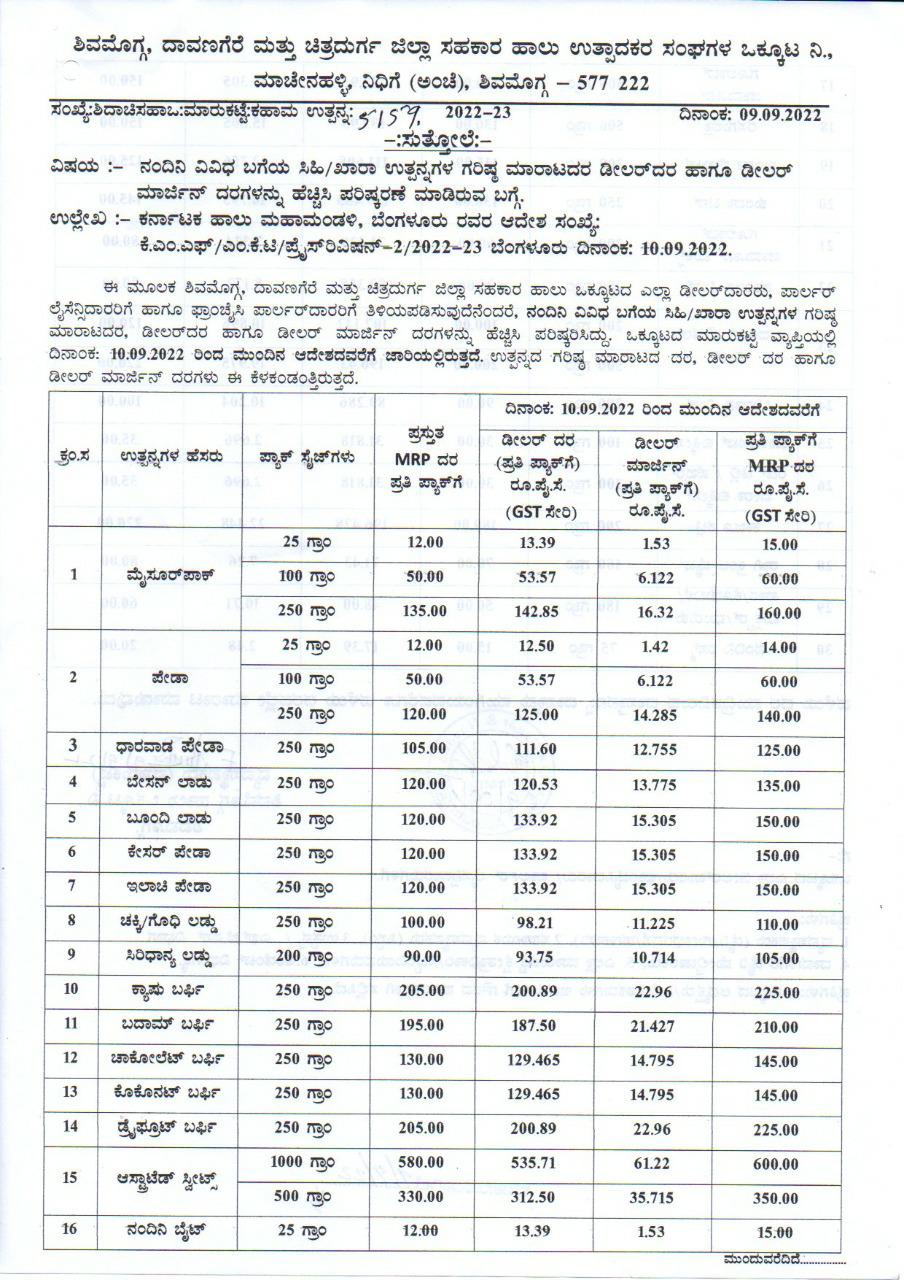 ಶಿವಮೊಗ್ಗ, ದಾವಣಗೆರೆ ಮತ್ತು ಚಿತ್ರದುರ್ಗ ಜಿಲ್ಲಾ ಸಹಕಾರ ಹಾಲು ಉತ್ಪಾದಕರ ಸಂಘಗಳ ಒಕ್ಕೂಟ ನಿ.,
ಮಾಚೇನಹಳ್ಳಿ, ನಿಧಿಗೆ (ಅಂಚೆ), ಶಿವಮೊಗ್ಗ – 577 222
ಸಂಖ್ಯೆ:ಶಿದಾಚಿಸಹಾಒ:ಮಾರುಕಟ್ಟೆ:ಕಹಾಮ ಉತ್ಪನ್ನ: 5159, 2022–23 ದಿನಾಂಕ: 09.09.2022
–:ಸುತ್ತೋಲೆ:–
ವಿಷಯ :– ನಂದಿನಿ ವಿವಿಧ ಬಗೆಯ ಸಿಹಿ/ಖಾರಾ ಉತ್ಪನ್ನಗಳ ಗರಿಷ್ಠ ಮಾರಾಟದರ ಡೀಲರ್‌ದರ ಹಾಗೂ ಡೀಲರ್
ಮಾರ್ಜಿನ್ ದರಗಳನ್ನು ಹೆಚ್ಚಿಸಿ ಪರಿಷ್ಕರಣೆ ಮಾಡಿರುವ ಬಗ್ಗೆ.
ಉಲ್ಲೇಖ :– ಕರ್ನಾಟಕ ಹಾಲು ಮಹಾಮಂಡಳಿ, ಬೆಂಗಳೂರು ರವರ ಆದೇಶ ಸಂಖ್ಯೆ:
ಕೆ.ಎಂ.ಎಫ್/ಎಂ.ಕೆ.ಟಿ/ಪ್ರೈಸ್‌ರಿವಿಷನ್–2/2022–23 ಬೆಂಗಳೂರು ದಿನಾಂಕ: 10.09.2022.
ಈ ಮೂಲಕ ಶಿವಮೊಗ್ಗ, ದಾವಣಗೆರೆ ಮತ್ತು ಚಿತ್ರದುರ್ಗ ಜಿಲ್ಲಾ ಸಹಕಾರ ಹಾಲು ಒಕ್ಕೂಟದ ಎಲ್ಲಾ ಡೀಲರ್‌ದಾರರು, ಪಾರ್ಲರ್
ಲೈಸೆನ್ಸಿದಾರರಿಗೆ ಹಾಗೂ ಫ್ರಾಂಚೈಸಿ ಪಾರ್ಲರ್‌ದಾರರಿಗೆ ತಿಳಿಯಪಡಿಸುವುದೆನೆಂದರೆ, ನಂದಿನಿ ವಿವಿಧ ಬಗೆಯ ಸಿಹಿ/ಖಾರಾ ಉತ್ಪನ್ನಗಳ ಗರಿಷ್ಠ
ಮಾರಾಟದರ, ಡೀಲರ್‌ದರ ಹಾಗೂ ಡೀಲರ್ ಮಾರ್ಜಿನ್ ದರಗಳನ್ನು ಹೆಚ್ಚಿಸಿ ಪರಿಷ್ಕರಿಸಿದ್ದು. ಒಕ್ಕೂಟದ ಮಾರುಕಟ್ಟೆ ವ್ಯಾಪ್ತಿಯಲ್ಲಿ
ದಿನಾಂಕ: 10.09.2022 ರಿಂದ ಮುಂದಿನ ಆದೇಶದವರೆಗೆ ಜಾರಿಯಲ್ಲಿರುತ್ತದೆ. ಉತ್ಪನ್ನದ ಗರಿಷ್ಠ ಮಾರಾಟದ ದರ, ಡೀಲರ್ ದರ ಹಾಗೂ
ಡೀಲರ್ ಮಾರ್ಜಿನ್ ದರಗಳು ಈ ಕೆಳಕಂಡಂತ್ತಿರುತ್ತದೆ.
ದಿನಾಂಕ: 10.09.2022 ರಿಂದ ಮುಂದಿನ ಆದೇಶದವರೆಗೆ
ಕ್ರಂ.ಸ ಉತ್ಪನ್ನಗಳ ಹೆಸರು ಪ್ಯಾಕ್ ಸೈಜ್‌ಗಳು ಪ್ರಸ್ತುತ MRP ದರ ಪ್ರತಿ ಪ್ಯಾಕ್‌ಗೆ ಡೀಲರ್ ದರ (ಪ್ರತಿ ಪ್ಯಾಕ್‌ಗೆ) ರೂ.ಪೈ.ಸೆ. (GST ಸೇರಿ) ಡೀಲರ್ ಮಾರ್ಜಿನ್ (ಪ್ರತಿ ಪ್ಯಾಕ್‌ಗೆ) ರೂ.ಪೈ.ಸೆ. ಪ್ರತಿ ಪ್ಯಾಕ್‌ಗೆ MRP ದರ ರೂ.ಪೈ.ಸೆ. (GST ಸೇರಿ)
1 ಮೈಸೂರ್‌ಪಾಕ್ 25 ಗ್ರಾಂ 12.00 13.39 1.53 15.00
100 ಗ್ರಾಂ 50.00 53.57 6.122 60.00
250 ಗ್ರಾಂ 135.00 142.85 16.32 160.00
2 ಪೇಡಾ 25 ಗ್ರಾಂ 12.00 12.50 1.42 14.00
100 ಗ್ರಾಂ 50.00 53.57 6.122 60.00
250 ಗ್ರಾಂ 120.00 125.00 14.285 140.00
3 ಧಾರವಾಡ ಪೇಡಾ 250 ಗ್ರಾಂ 105.00 111.60 12.755 125.00
4 ಬೇಸನ್ ಲಾಡು 250 ಗ್ರಾಂ 120.00 120.53 13.775 135.00
5 ಬೂಂದಿ ಲಾಡು 250 ಗ್ರಾಂ 120.00 133.92 15.305 150.00
6 ಕೇಸರ್ ಪೇಡಾ 250 ಗ್ರಾಂ 120.00 133.92 15.305 150.00
7 ಇಲಾಚಿ ಪೇಡಾ 250 ಗ್ರಾಂ 120.00 133.92 15.305 150.00
8 ಚಕ್ಕಿ/ಗೊಧಿ ಲಡ್ಡು 250 ಗ್ರಾಂ 100.00 98.21 11.225 110.00
9 ಸಿರಿಧಾನ್ಯ ಲಡ್ಡು 200 ಗ್ರಾಂ 90.00 93.75 10.714 105.00
10 ಕ್ಯಾಷು ಬರ್ಫಿ 250 ಗ್ರಾಂ 205.00 200.89 22.96 225.00
11 ಬದಾಮ್ ಬರ್ಫಿ 250 ಗ್ರಾಂ 195.00 187.50 21.427 210.00
12 ಚಾಕೋಲೆಟ್ ಬರ್ಫಿ 250 ಗ್ರಾಂ 130.00 129.465 14.795 145.00
13 ಕೊಕೊನಟ್ ಬರ್ಫಿ 250 ಗ್ರಾಂ 130.00 129.465 14.795 145.00
14 ಡ್ರೈಫ್ರೂಟ್ ಬರ್ಫಿ 250 ಗ್ರಾಂ 205.00 200.89 22.96 225.00
15 ಆಸ್ಟ್ರಾಟೆಡ್ ಸ್ವೀಟ್ಸ್ 1000 ಗ್ರಾಂ 580.00 535.71 61.22 600.00
500 ಗ್ರಾಂ 330.00 312.50 35.715 350.00
16 ನಂದಿನಿ ಬೈಟ್ 25 ಗ್ರಾಂ 12.00 13.39 1.53 15.00
ಮುಂದುವರೆದಿದೆ................